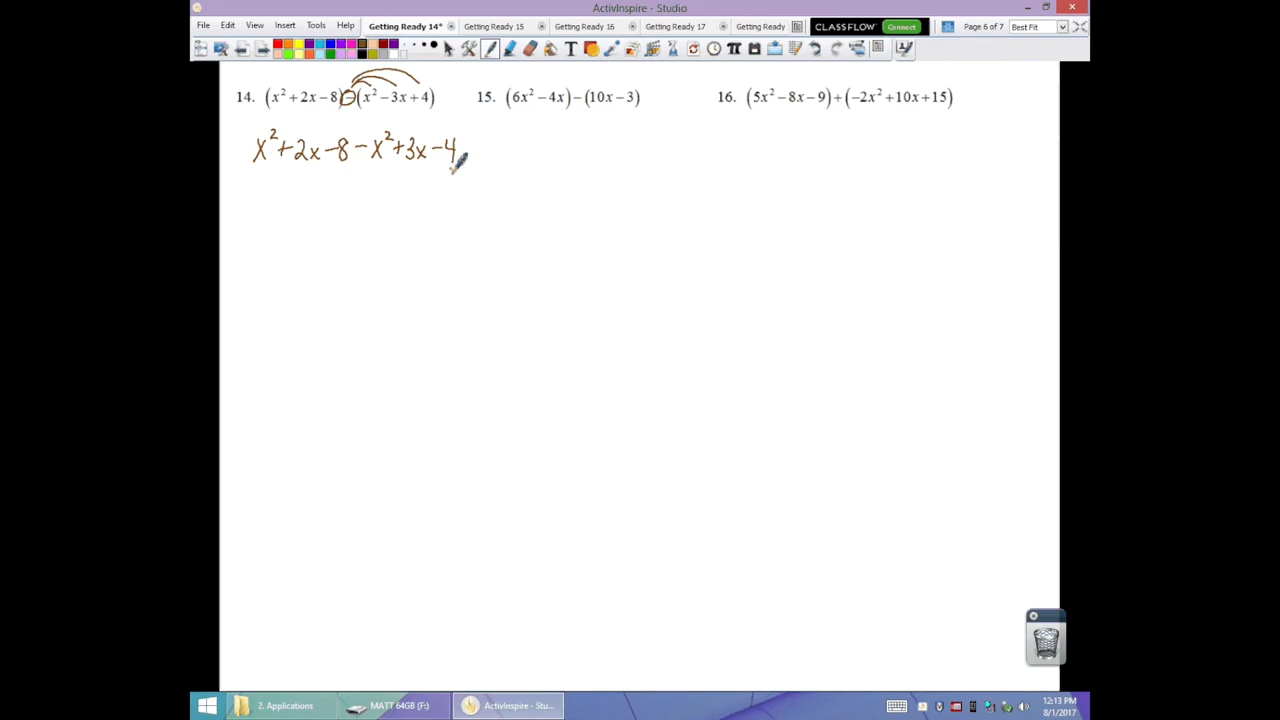 ActivInspire - Studio
File Edit View Insert Tools Help Getting Ready 14* Getting Ready 15 Getting Ready 16 Getting Ready 17 Getting Ready CLASSFLOW Connect Page 6 of 7 Best Fit
14. (x² + 2x − 8) − (x² − 3x + 4) 15. (6x² − 4x) − (10x − 3) 16. (5x² − 8x − 9) + (−2x² + 10x + 15)
x² + 2x − 8 − x² + 3x − 4
2. Applications MATT 64GB (F:) ActivInspire - Stu... 12:13 PM
8/1/2017